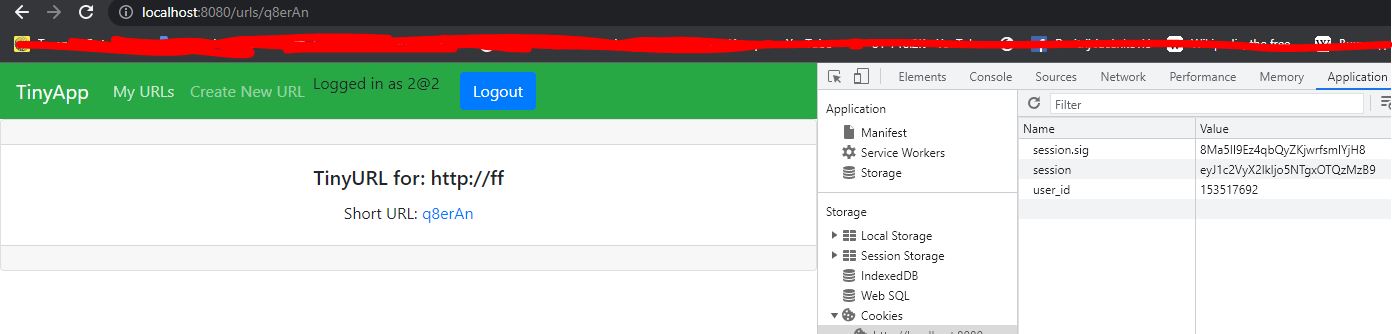 localhost:8080/urls/q8erAn
TinyApp My URLs Create New URL Logged in as 2@2 Logout
TinyURL for: http://ff
Short URL: q8erAn
Elements Console Sources Network Performance Memory Application
Application
Manifest
Service Workers
Storage
Storage
Local Storage
Session Storage
IndexedDB
Web SQL
Cookies
Filter
Name Value
session.sig 8Ma5II9Ez4qbQyZKjwrfsmIYjH8
session eyJ1c2VyX2lkIjo5NTgxOTQzMzB9
user_id 153517692